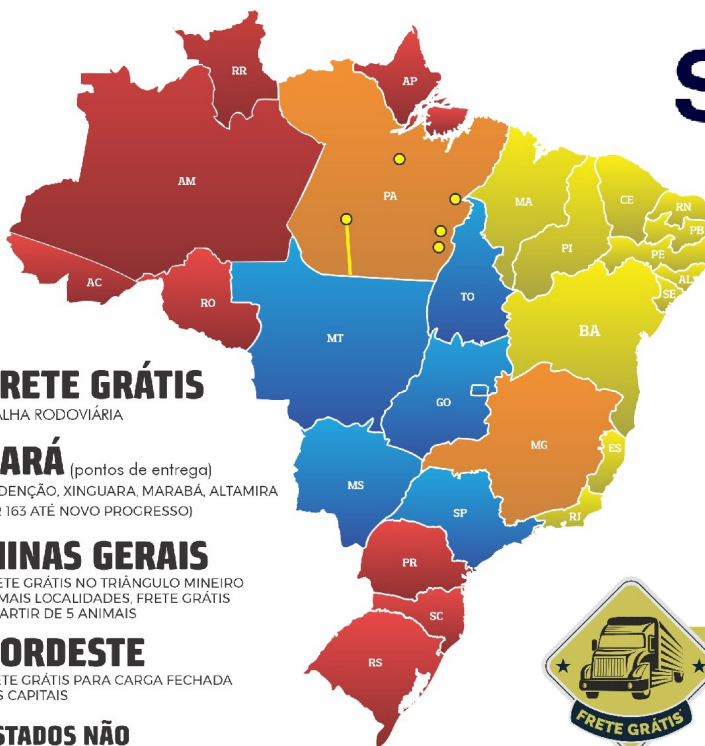 RR
AP
AM
PA
MA
CE
RN
PB
PI
PE
AL
SE
AC
RO
TO
MT
BA
GO
MG
ES
MS
SP
RJ
PR
SC
RS
S
RETE GRÁTIS
ALHA RODOVIÁRIA
ARÁ (pontos de entrega)
DENÇÃO, XINGUARA, MARABÁ, ALTAMIRA
R 163 ATÉ NOVO PROGRESSO)
INAS GERAIS
ETE GRÁTIS NO TRIÂNGULO MINEIRO
MAIS LOCALIDADES, FRETE GRÁTIS
PARTIR DE 5 ANIMAIS
ORDESTE
ETE GRÁTIS PARA CARGA FECHADA
S CAPITAIS
STADOS NÃO
FRETE GRÁTIS